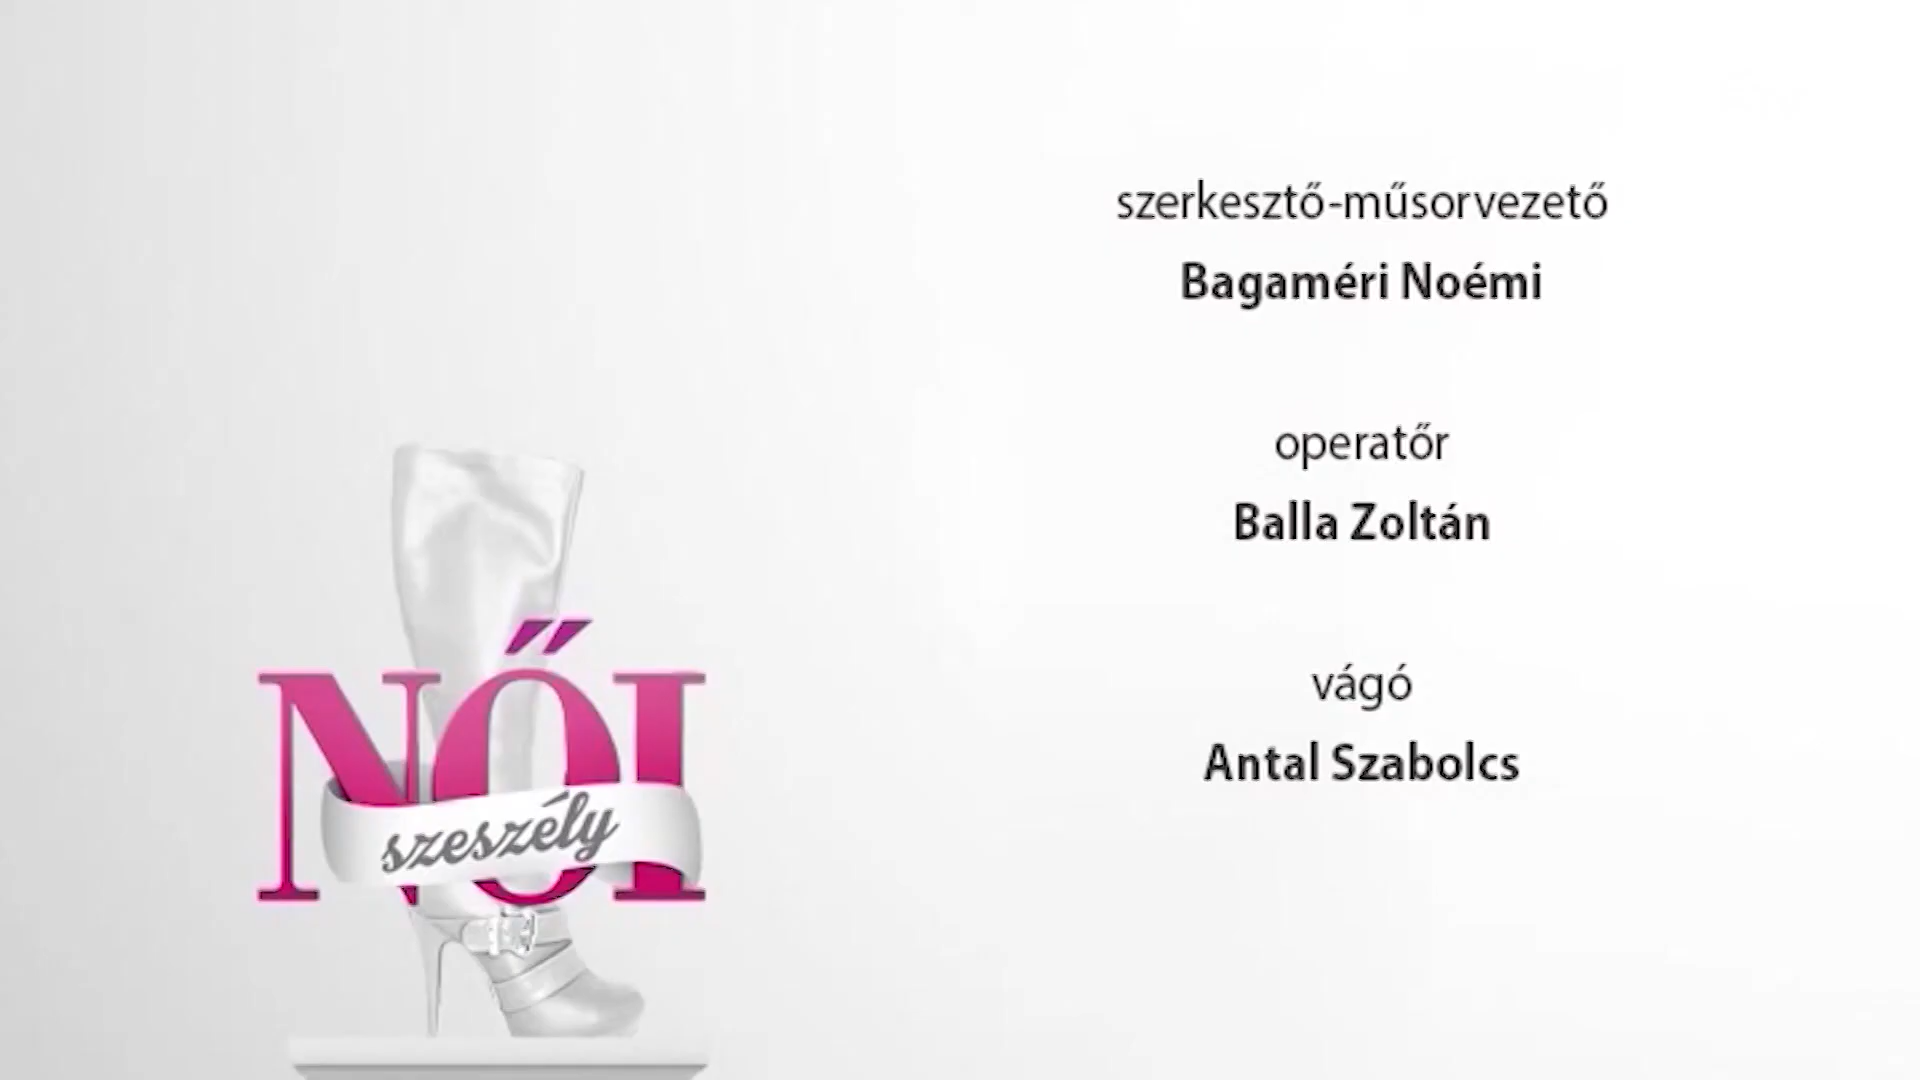 szerkesztő-műsorvezető
Bagaméri Noémi
operatőr
Balla Zoltán
vágó
Antal Szabolcs
NŐI
szeszély